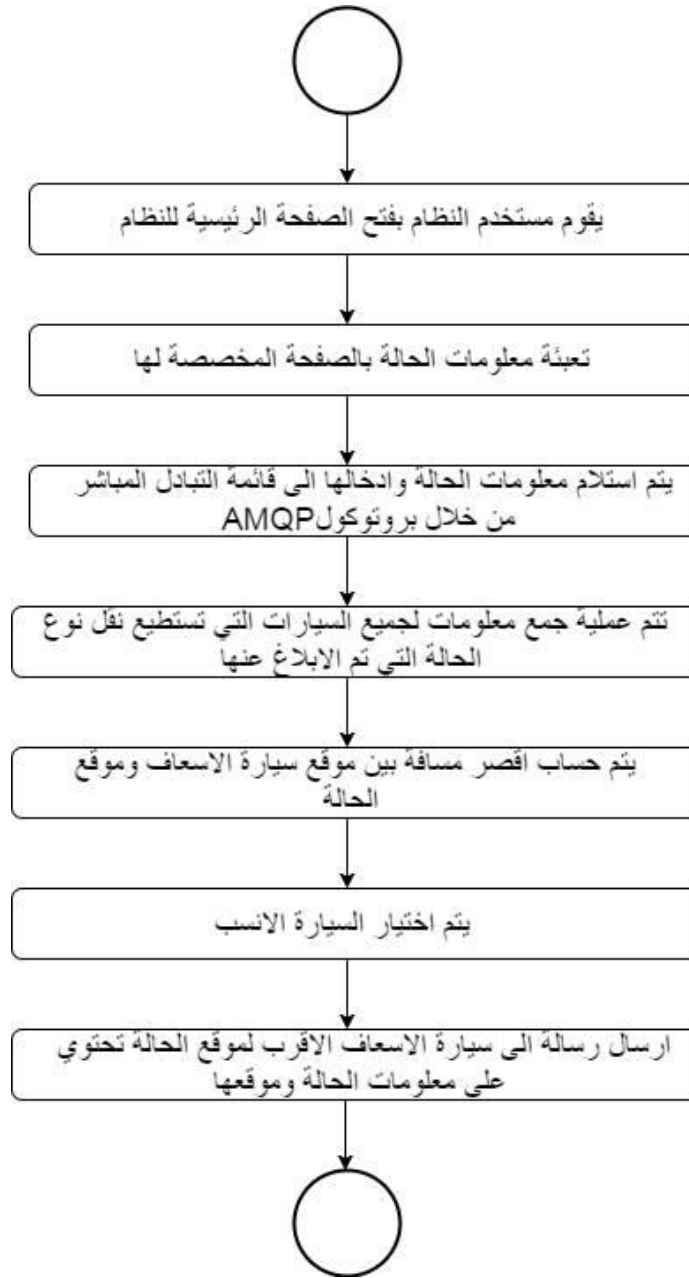 يقوم مستخدم النظام بفتح الصفحة الرئيسية للنظام
تعبئة معلومات الحالة بالصفحة المخصصة لها
يتم استلام معلومات الحالة وادخالها الى قائمة التبادل المباشر
من خلال بروتوكولAMQP
تتم عملية جمع معلومات لجميع السيارات التي تستطيع نقل نوع
الحالة التي تم الابلاغ عنها
يتم حساب اقصر مسافة بين موقع سيارة الاسعاف وموقع
الحالة
يتم اختيار السيارة الانسب
ارسال رسالة الى سيارة الاسعاف الاقرب لموقع الحالة تحتوي
على معلومات الحالة وموقعها